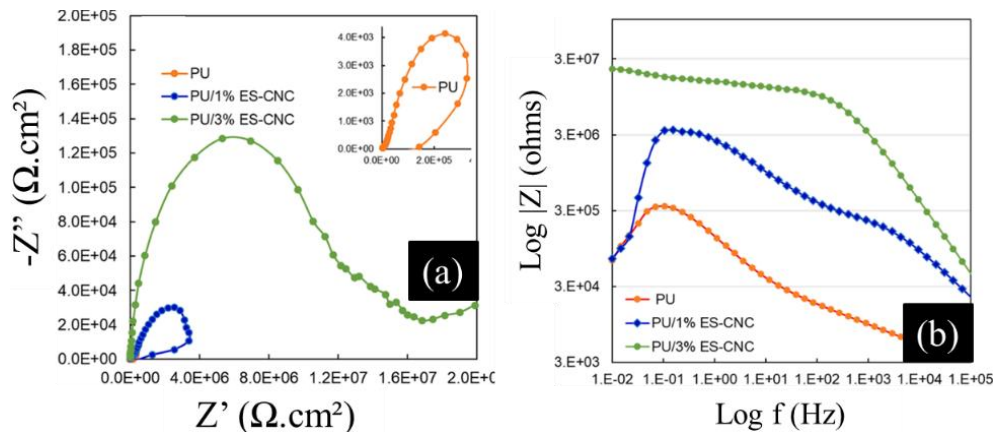 2.0E+05
1.8E+05
1.6E+05
1.4E+05
1.2E+05
1.0E+05
8.0E+04
6.0E+04
4.0E+04
2.0E+04
0.0E+00
-Z” (Ω.cm²)
PU
PU/1% ES-CNC
PU/3% ES-CNC
4.E+03
3.E+03
2.E+03
1.E+03
0.E+00
PU
0.E+00 2.E+05 4.
(a)
0.0E+00 4.0E+06 8.0E+06 1.2E+07 1.6E+07 2.0E+0
Z’ (Ω.cm²)
Log |Z| (ohms)
3.E+07
3.E+06
3.E+05
3.E+04
3.E+03
PU
PU/1% ES-CNC
PU/3% ES-CNC
(b)
1.E-02 1.E-01 1.E+00 1.E+01 1.E+02 1.E+03 1.E+04 1.E+05
Log f (Hz)